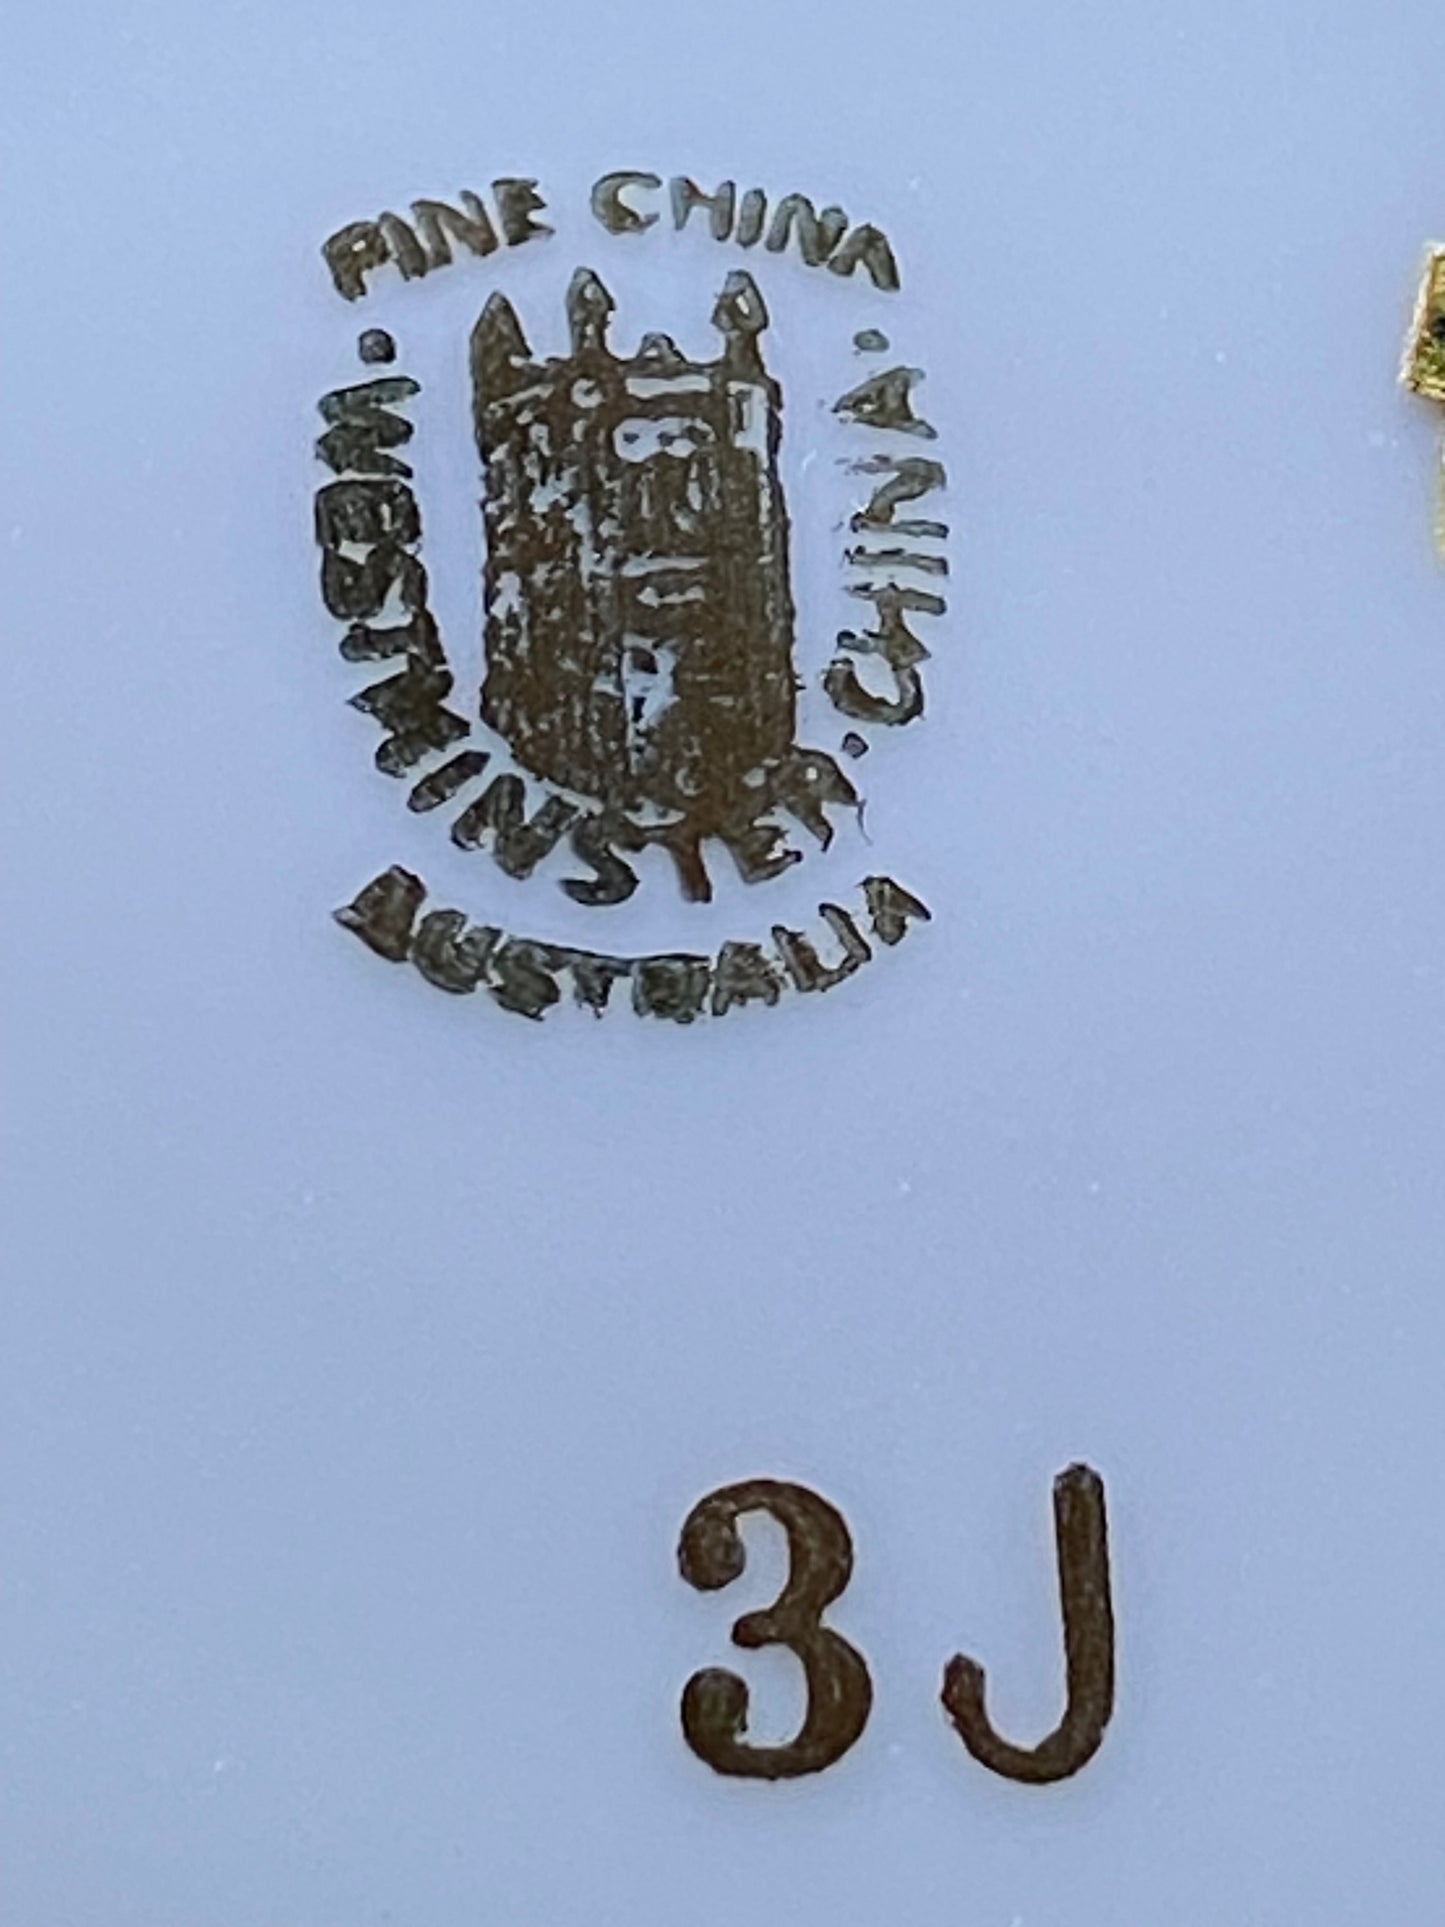 FINE CHINA
· WESTMINSTER · CHINA ·
AUSTRALIA
3J